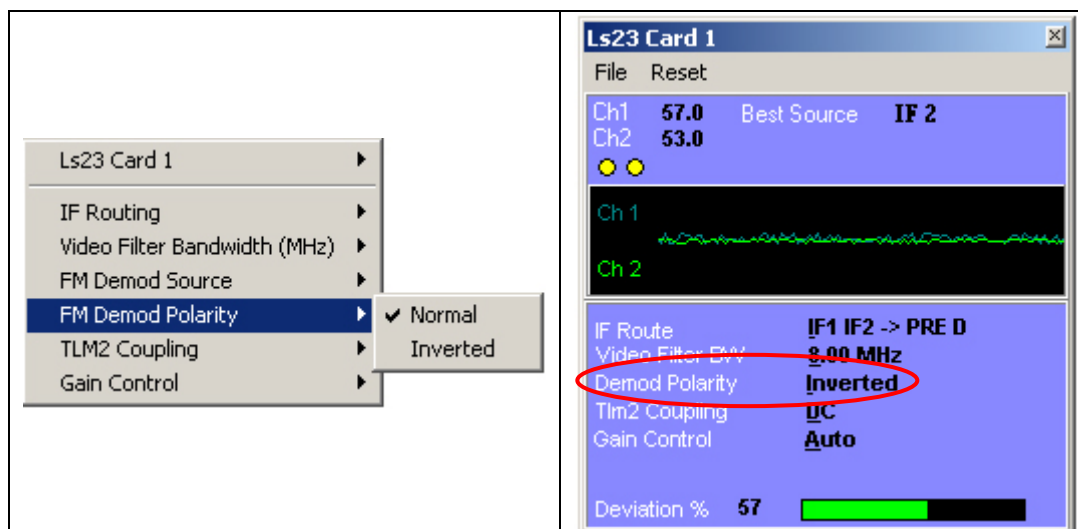 Ls23 Card 1
IF Routing
Video Filter Bandwidth (MHz)
FM Demod Source
FM Demod Polarity
Normal
Inverted
TLM2 Coupling
Gain Control
Ls23 Card 1
File Reset
Ch1 57.0 Best Source IF 2
Ch2 53.0
Ch 1
Ch 2
IF Route IF1 IF2 -> PRE D
Video Filter BW 8.00 MHz
Demod Polarity Inverted
Tlm2 Coupling DC
Gain Control Auto
Deviation % 57